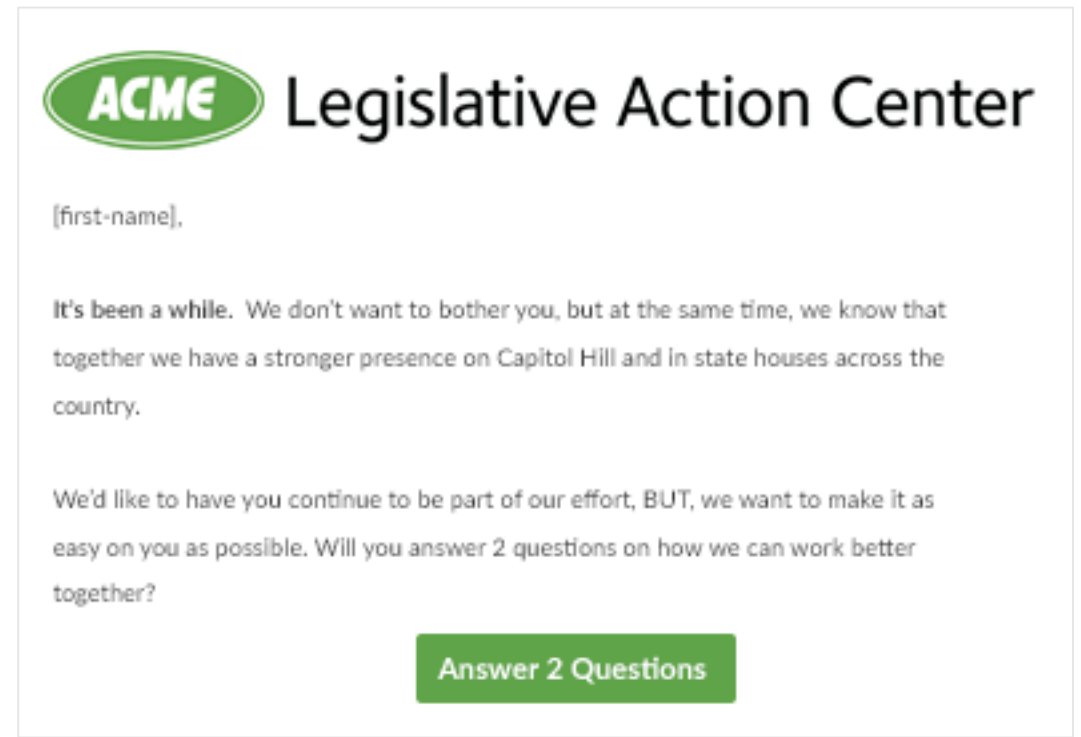 ACME Legislative Action Center
[first-name],
It's been a while.  We don't want to bother you, but at the same time, we know that
together we have a stronger presence on Capitol Hill and in state houses across the
country.
We'd like to have you continue to be part of our effort, BUT, we want to make it as
easy on you as possible. Will you answer 2 questions on how we can work better
together?
Answer 2 Questions